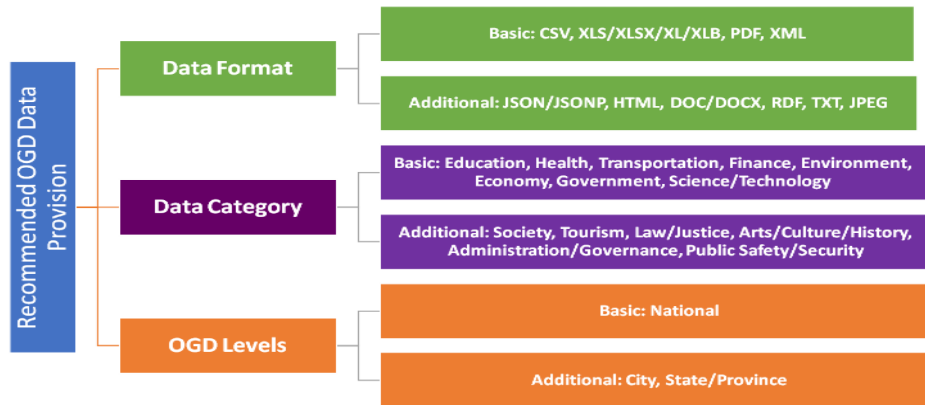 Recommended OGD Data
Provision
Data Format
Basic: CSV, XLS/XLSX/XL/XLB, PDF, XML
Additional: JSON/JSONP, HTML, DOC/DOCX, RDF, TXT, JPEG
Data Category
Basic: Education, Health, Transportation, Finance, Environment,
Economy, Government, Science/Technology
Additional: Society, Tourism, Law/Justice, Arts/Culture/History,
Administration/Governance, Public Safety/Security
OGD Levels
Basic: National
Additional: City, State/Province